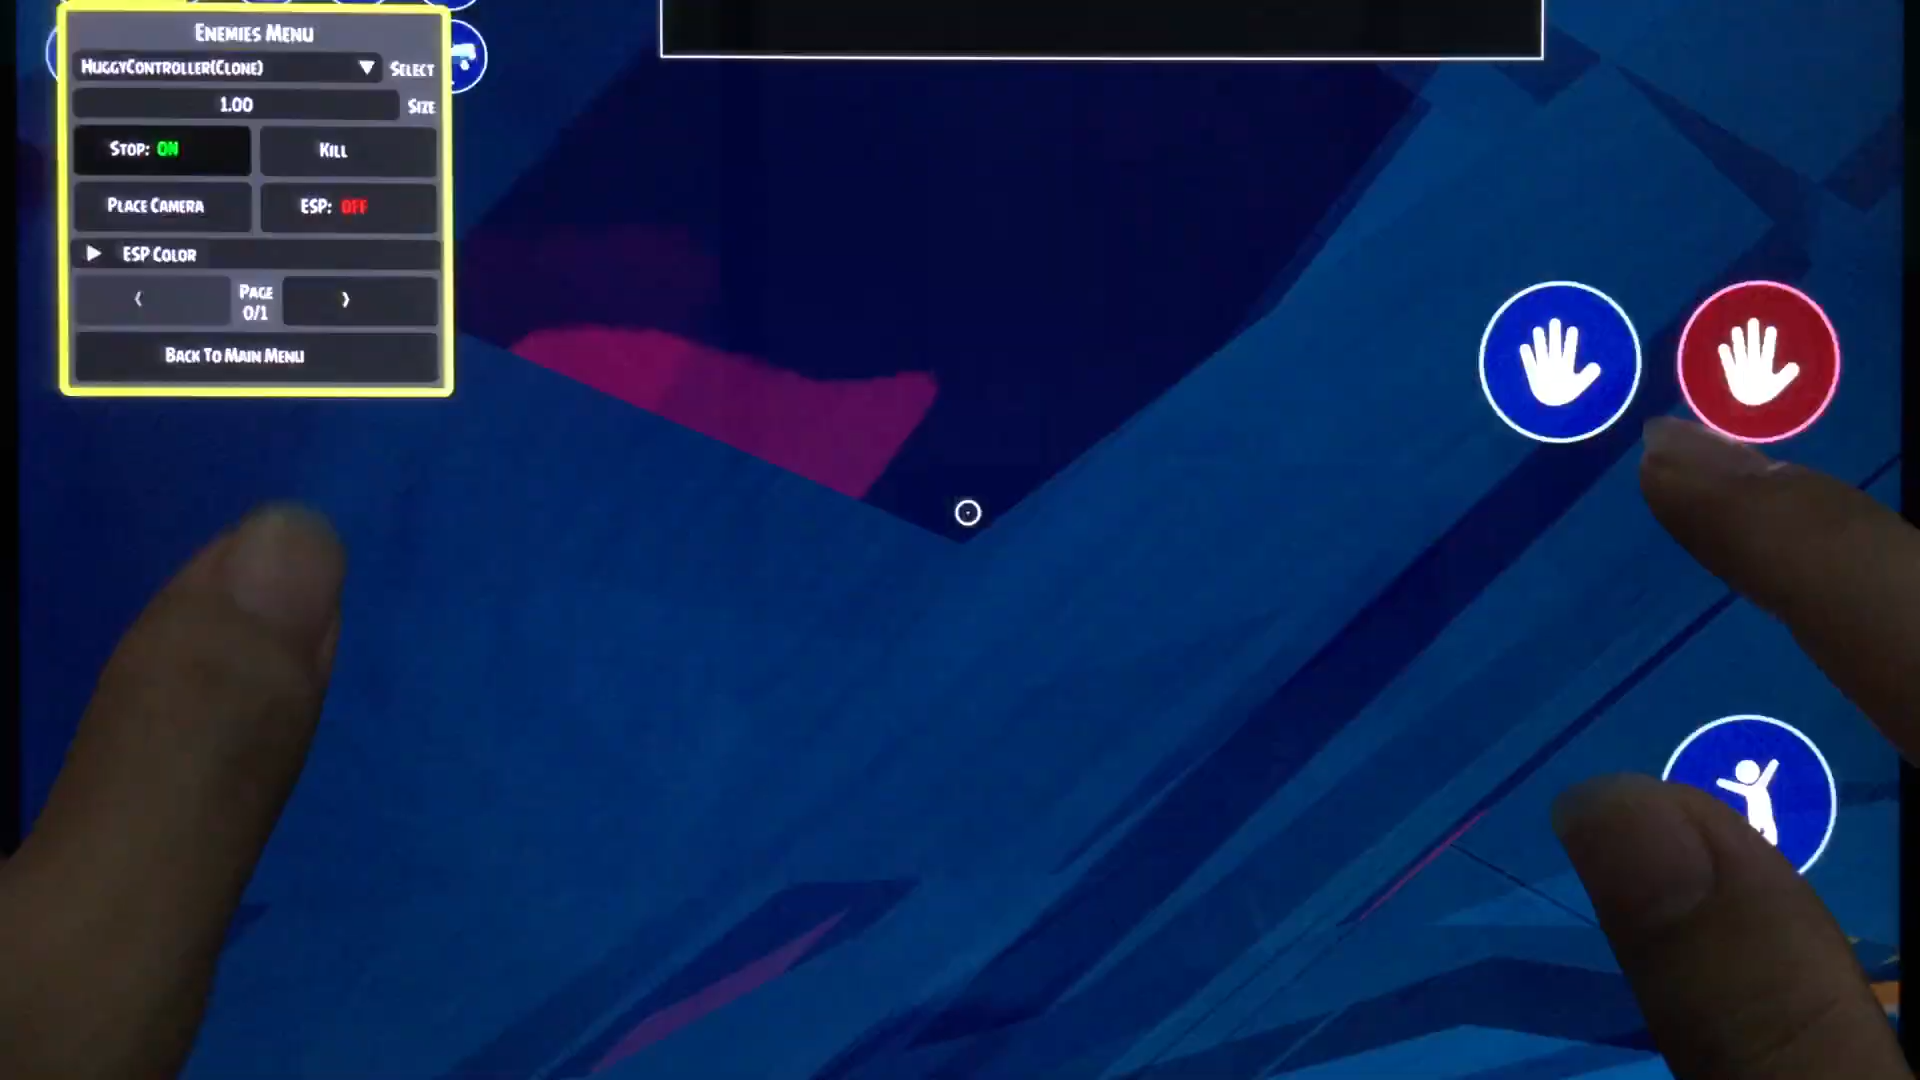 Enemies Menu
HuggyController(Clone) ▼ Select
1.00 Size
Stop: ON Kill
Place Camera ESP: OFF
▶ ESP Color
‹ Page ›
0/1
Back To Main Menu